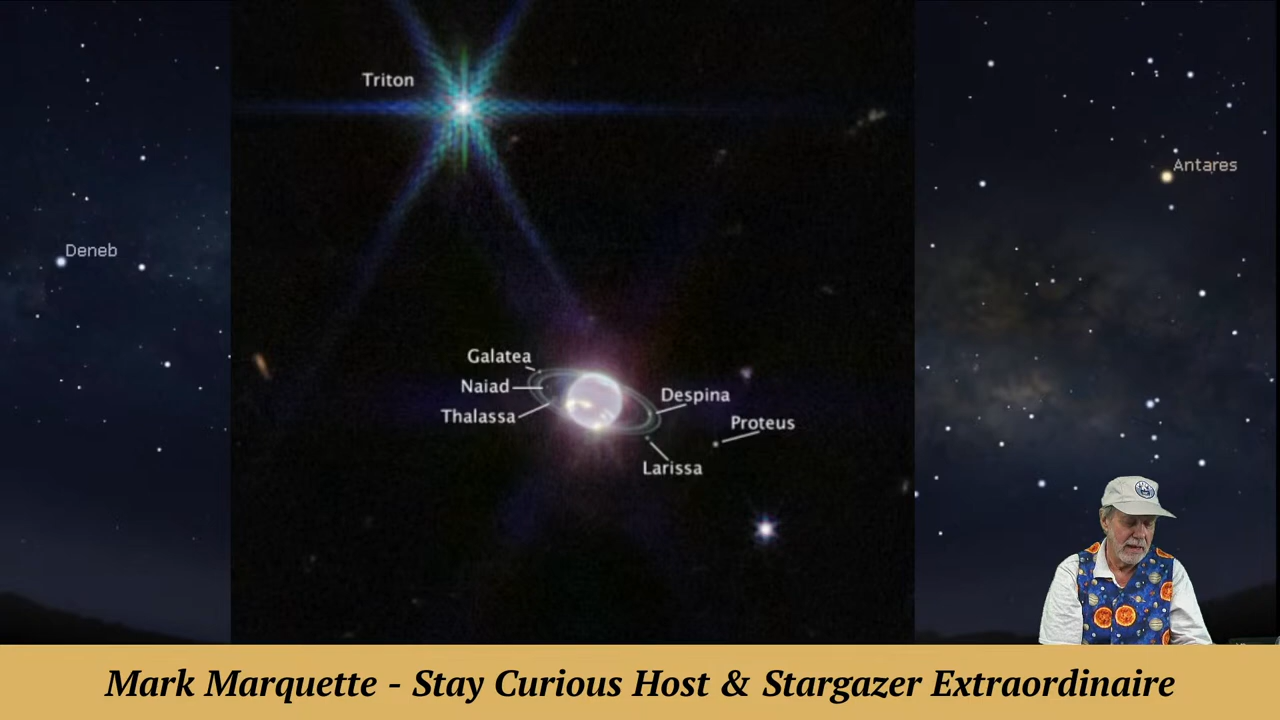 Triton
Antares
Deneb
Galatea
Naiad
Despina
Thalassa
Proteus
Larissa
Mark Marquette - Stay Curious Host & Stargazer Extraordinaire